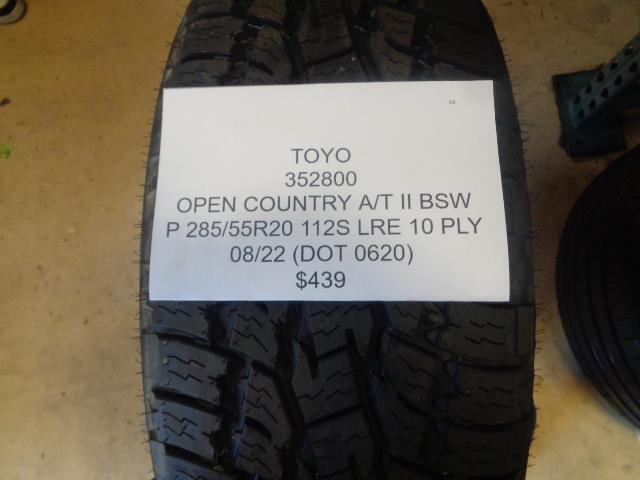 TOYO
352800
OPEN COUNTRY A/T II BSW
P 285/55R20 112S LRE 10 PLY
08/22 (DOT 0620)
$439